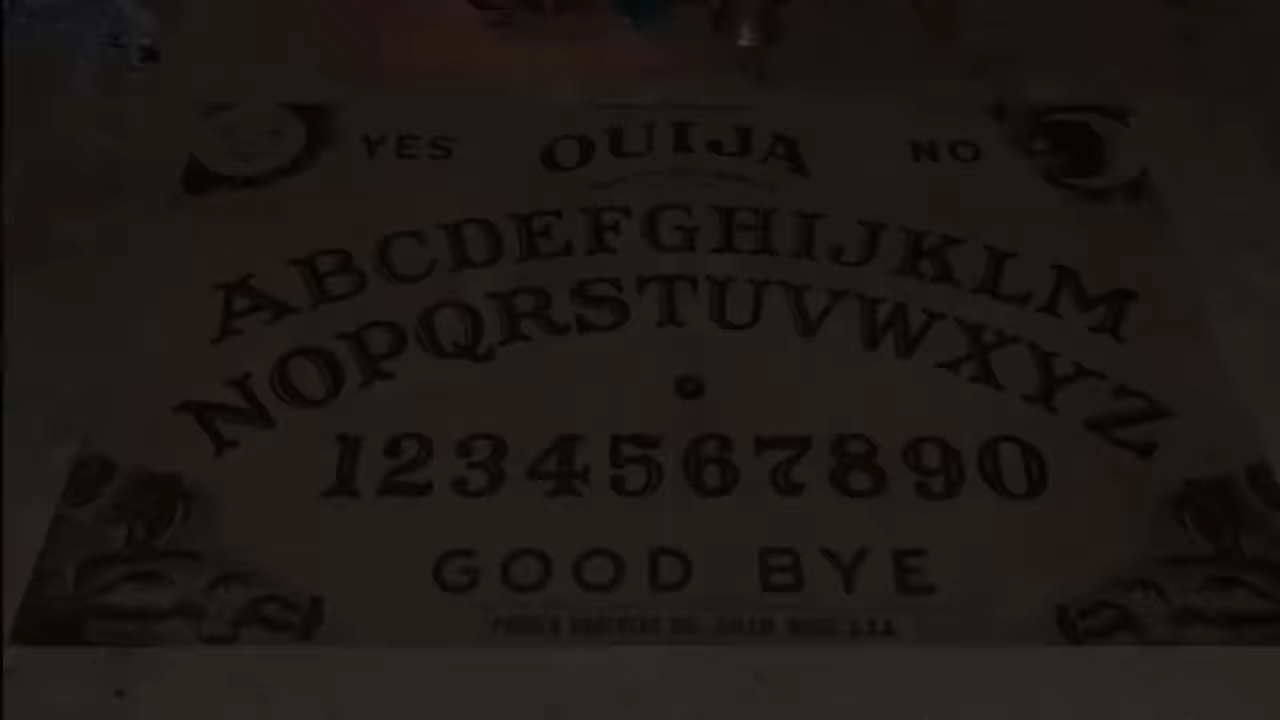 YES OUIJA NO
ABCDEFGHIJKLM
NOPQRSTUVWXYZ
1234567890
GOOD BYE